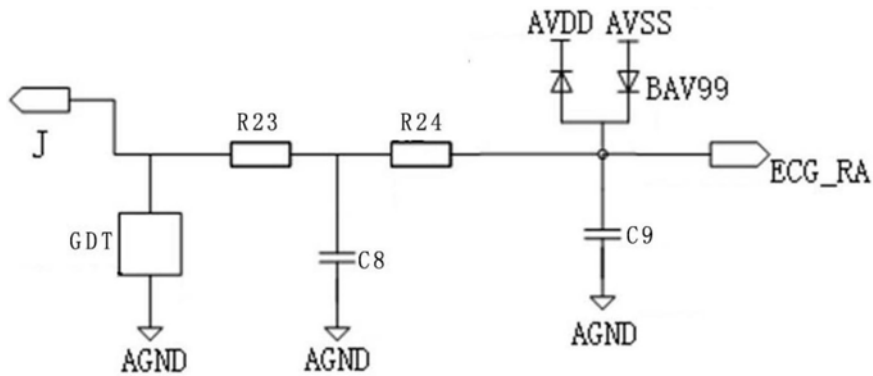 AVDD AVSS
BAV99
J
R23
R24
ECG_RA
GDT
C8
C9
AGND
AGND
AGND